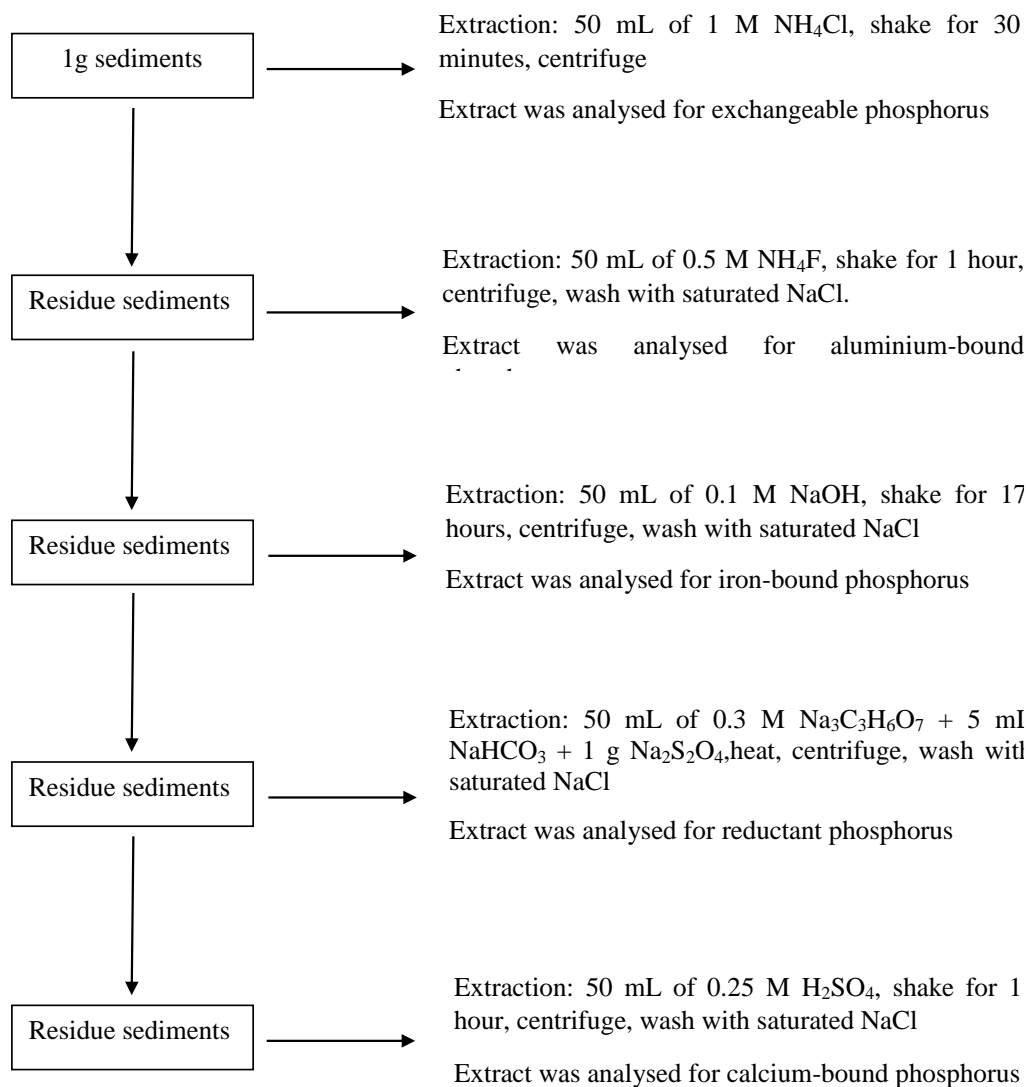 Extraction: 50 mL of 1 M NH₄Cl, shake for 30
minutes, centrifuge
1g sediments
Extract was analysed for exchangeable phosphorus
Extraction: 50 mL of 0.5 M NH₄F, shake for 1 hour,
centrifuge, wash with saturated NaCl.
Residue sediments
Extract was analysed for aluminium-bound
Extraction: 50 mL of 0.1 M NaOH, shake for 17
hours, centrifuge, wash with saturated NaCl
Residue sediments
Extract was analysed for iron-bound phosphorus
Extraction: 50 mL of 0.3 M Na₃C₃H₆O₇ + 5 mL
NaHCO₃ + 1 g Na₂S₂O₄,heat, centrifuge, wash with
saturated NaCl
Residue sediments
Extract was analysed for reductant phosphorus
Extraction: 50 mL of 0.25 M H₂SO₄, shake for 1
hour, centrifuge, wash with saturated NaCl
Residue sediments
Extract was analysed for calcium-bound phosphorus